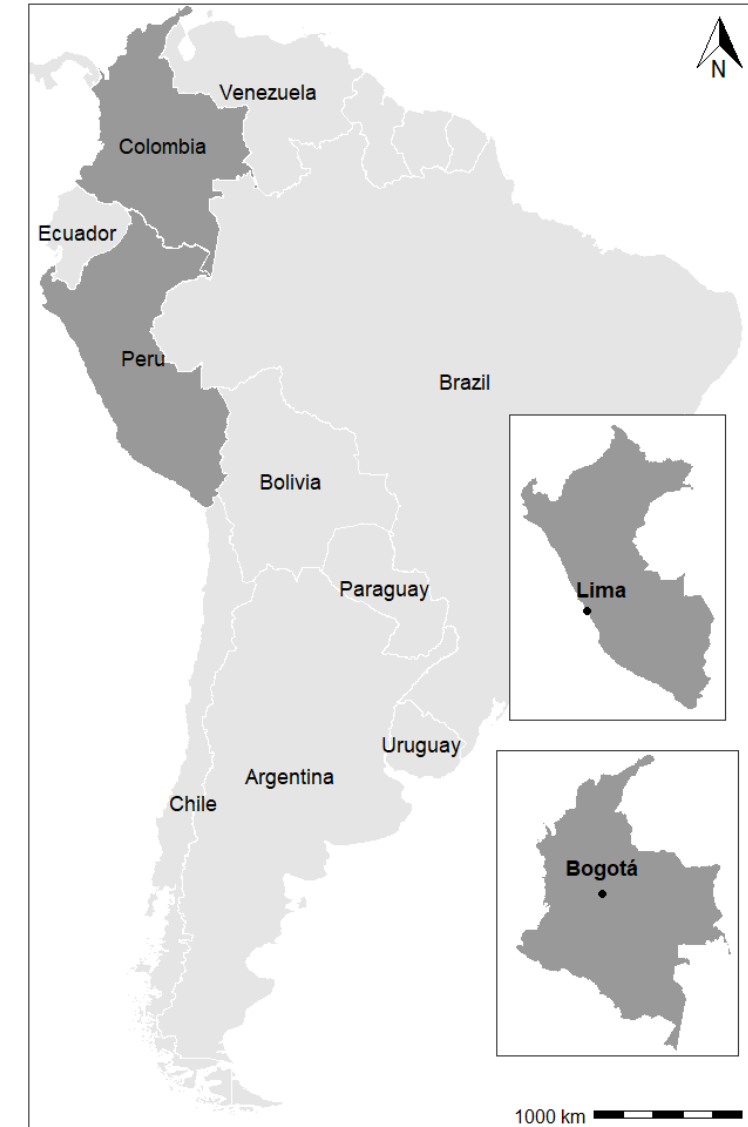 N
Venezuela
Colombia
Ecuador
Peru
Brazil
Bolivia
Paraguay
Lima
Uruguay
Argentina
Chile
Bogotá
1000 km